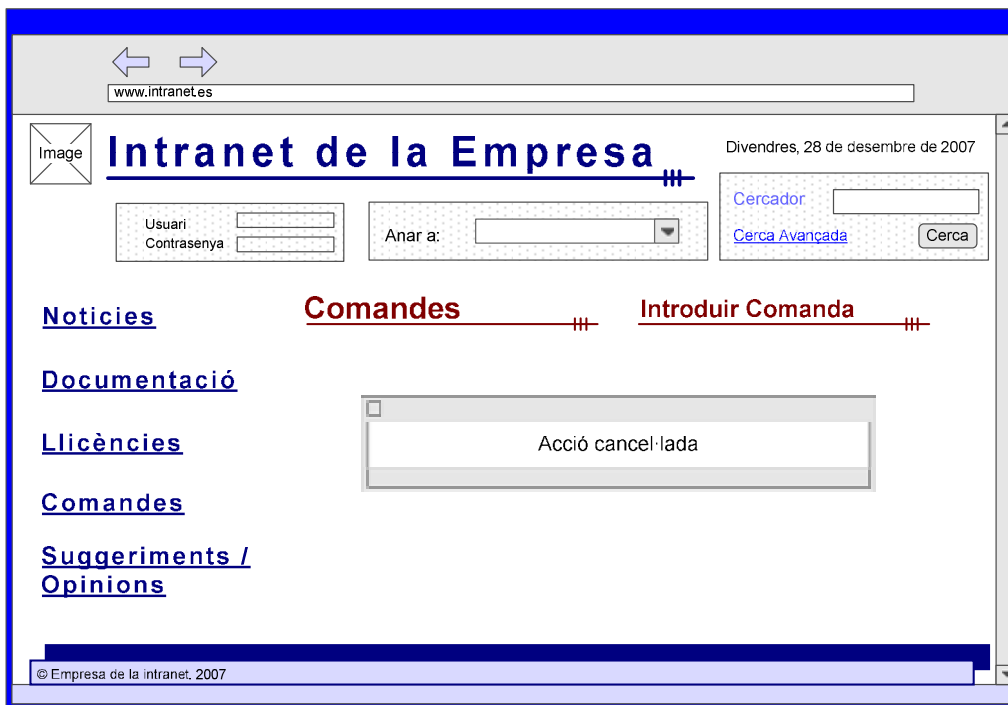 www.intranet.es
Image
Intranet de la Empresa
Divendres, 28 de desembre de 2007
Usuari
Contrasenya
Anar a:
Cercador
Cerca Avançada
Cerca
Noticies
Documentació
Llicències
Comandes
Suggeriments /
Opinions
Comandes
Introduir Comanda
Acció cancel·lada
© Empresa de la intranet. 2007